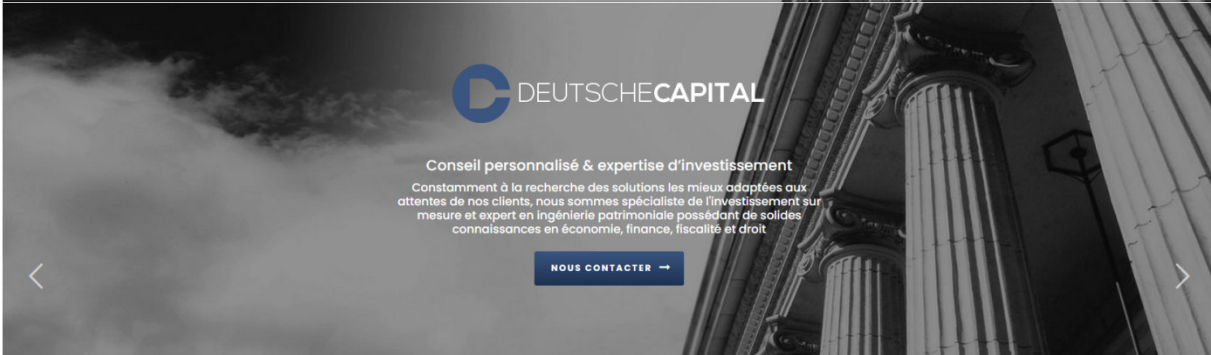 DEUTSCHECAPITAL
Conseil personnalisé & expertise d'investissement
Constamment à la recherche des solutions les mieux adaptées aux
attentes de nos clients, nous sommes spécialiste de l'investissement sur
mesure et expert en ingénierie patrimoniale possédant de solides
connaissances en économie, finance, fiscalité et droit
NOUS CONTACTER →